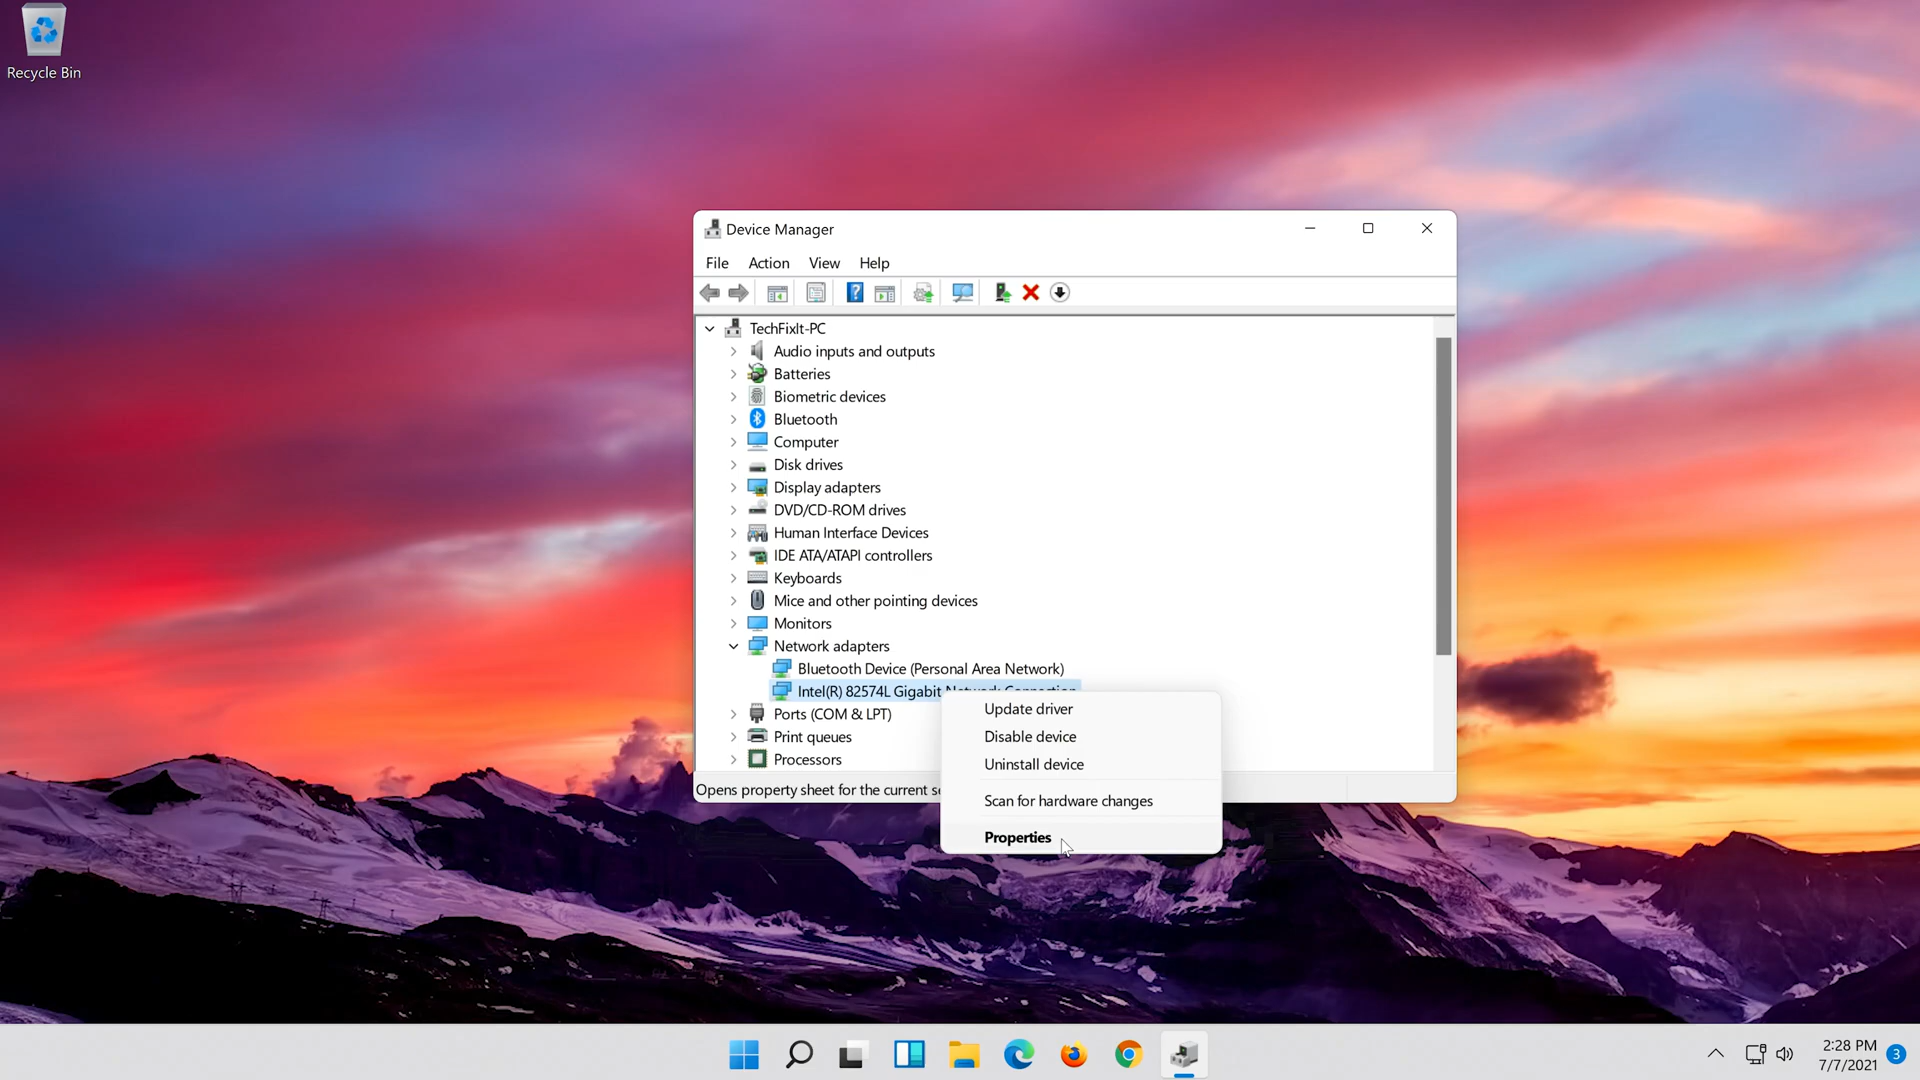 Recycle Bin
Device Manager
File Action View Help
TechFixIt-PC
Audio inputs and outputs
Batteries
Biometric devices
Bluetooth
Computer
Disk drives
Display adapters
DVD/CD-ROM drives
Human Interface Devices
IDE ATA/ATAPI controllers
Keyboards
Mice and other pointing devices
Monitors
Network adapters
Bluetooth Device (Personal Area Network)
Intel(R) 82574L Gigabit Network Connection
Ports (COM & LPT)
Print queues
Processors
Opens property sheet for the current
Update driver
Disable device
Uninstall device
Scan for hardware changes
Properties
2:28 PM
7/7/2021
3